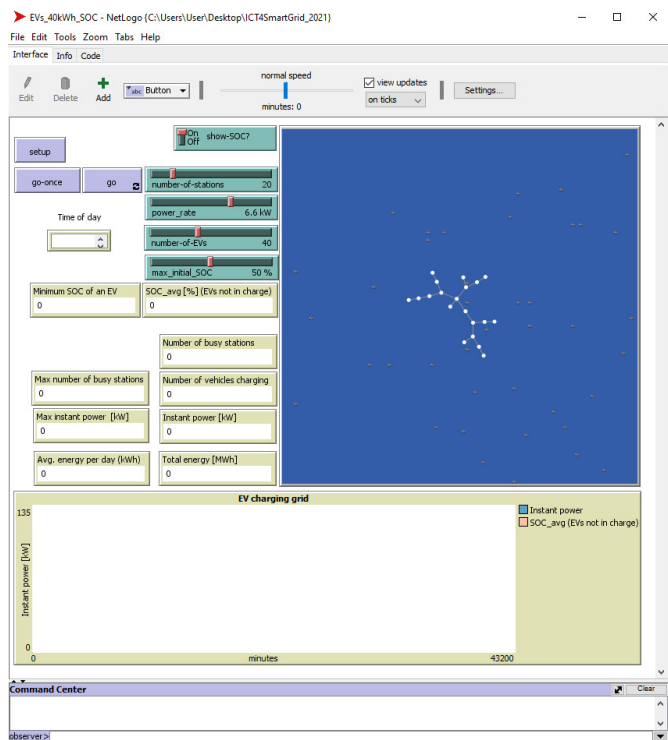 EVs_40kWh_SOC - NetLogo {C:\Users\User\Desktop\ICT4SmartGrid_2021}
File Edit Tools Zoom Tabs Help
Interface Info Code
Edit Delete Add abc Button normal speed view updates
minutes: 0 on ticks Settings...
On Off show-SOC?
setup
go-once go number-of-stations 20
power_rate 6.6 kW
Time of day
number-of-EVs 40
max_initial_SOC 50 %
Minimum SOC of an EV SOC_avg [%] (EVs not in charge)
0 0
Number of busy stations
0
Max number of busy stations Number of vehicles charging
0 0
Max instant power [kW] Instant power [kW]
0 0
Avg. energy per day (kWh) Total energy [MWh]
0 0
EV charging grid
135
Instant power [kW]
0
0 minutes 43200
Instant power
SOC_avg (EVs not in charge)
Command Center Clear
observer>